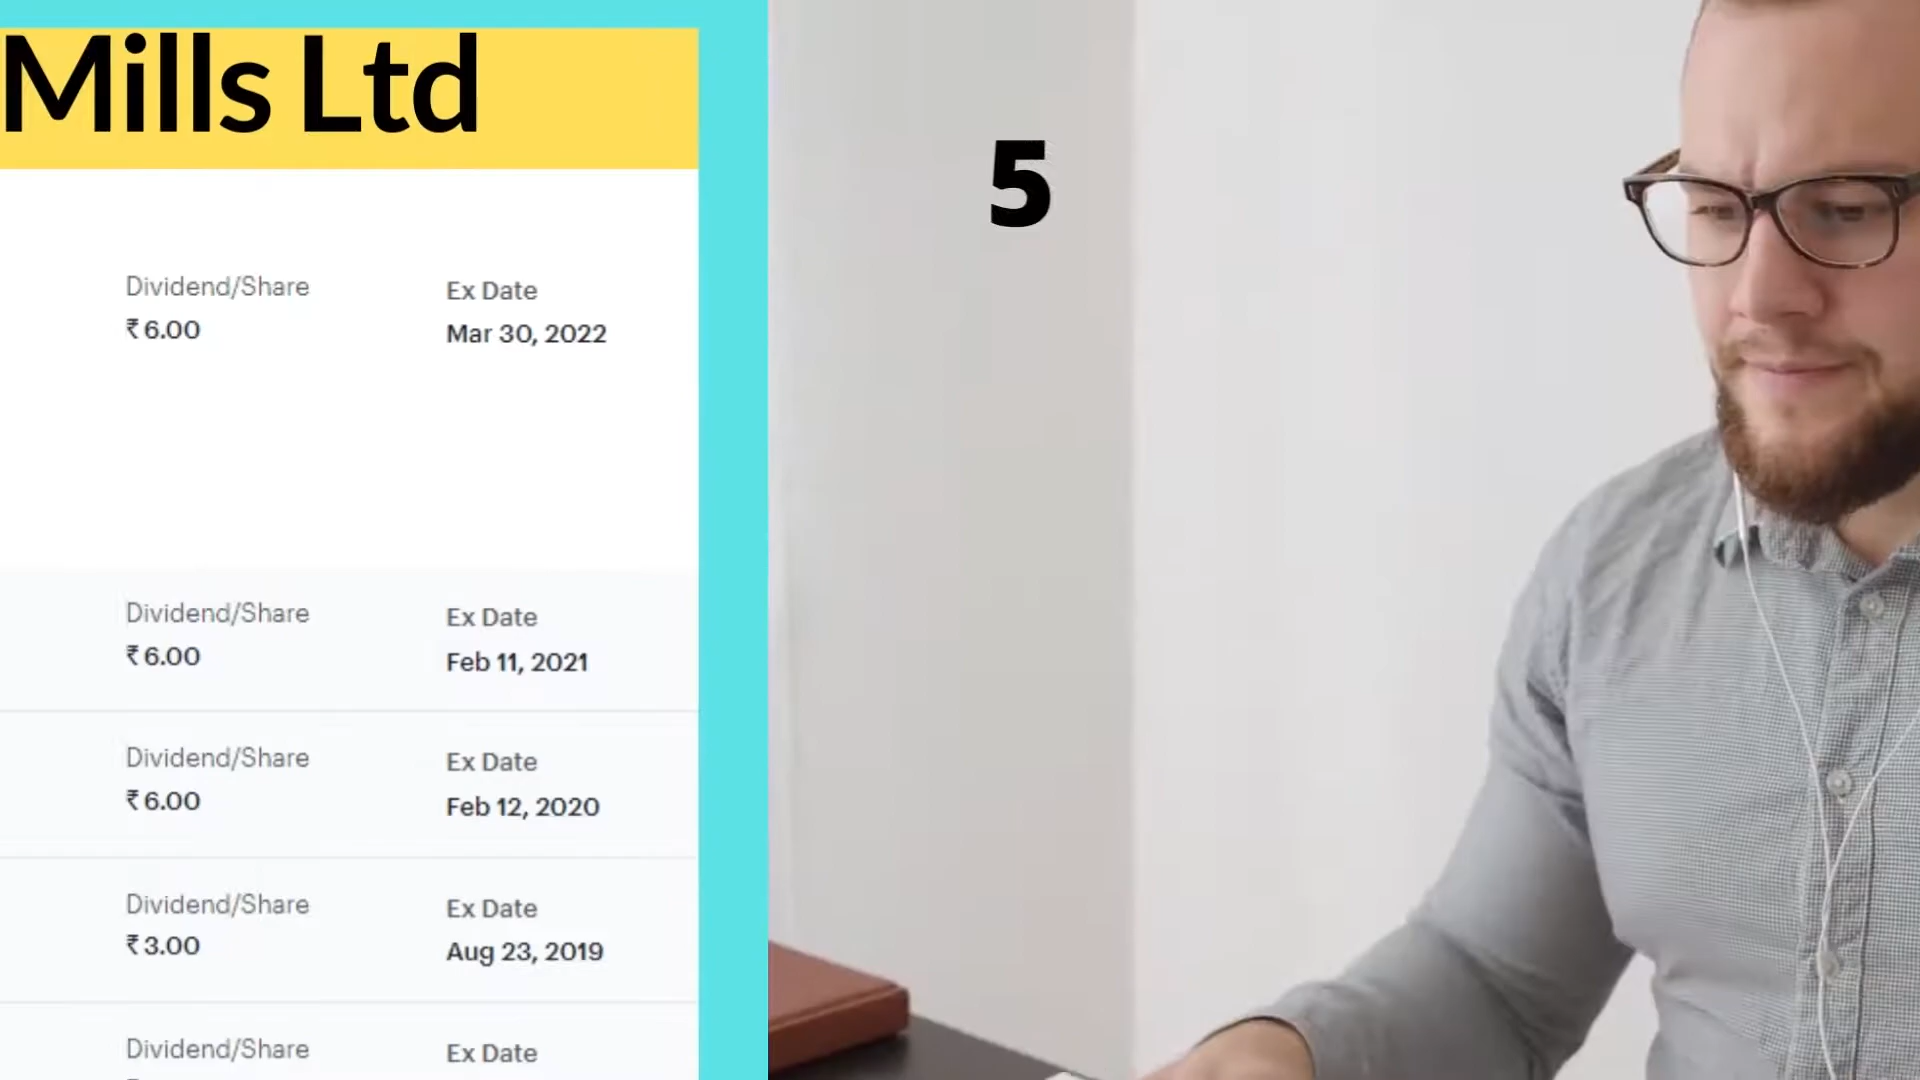 Mills Ltd
5
Dividend/Share Ex Date
₹6.00 Mar 30, 2022
Dividend/Share Ex Date
₹6.00 Feb 11, 2021
Dividend/Share Ex Date
₹6.00 Feb 12, 2020
Dividend/Share Ex Date
₹3.00 Aug 23, 2019
Dividend/Share Ex Date